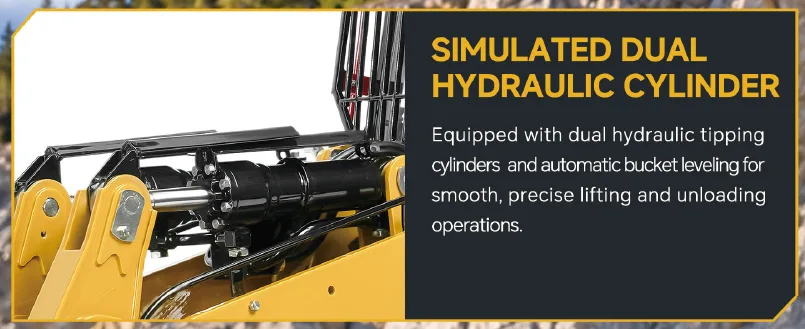 SIMULATED DUAL
HYDRAULIC CYLINDER
Equipped with dual hydraulic tipping
cylinders and automatic bucket leveling for
smooth, precise lifting and unloading
operations.